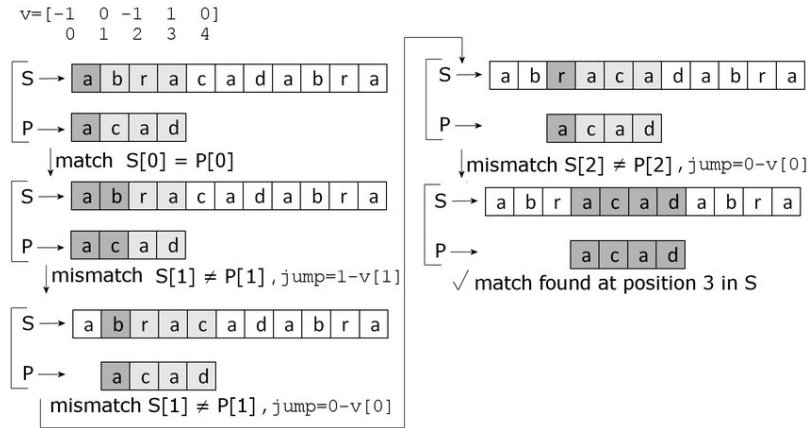 v=[-1 0 -1 1 0]
0 1 2 3 4
S a b r a c a d a b r a
P a c a d
match S[0] = P[0]
S a b r a c a d a b r a
P a c a d
mismatch S[1] ≠ P[1], jump=1-v[1]
S a b r a c a d a b r a
P a c a d
mismatch S[1] ≠ P[1], jump=0-v[0]
S a b r a c a d a b r a
P a c a d
mismatch S[2] ≠ P[2], jump=0-v[0]
S a b r a c a d a b r a
P a c a d
✓ match found at position 3 in S